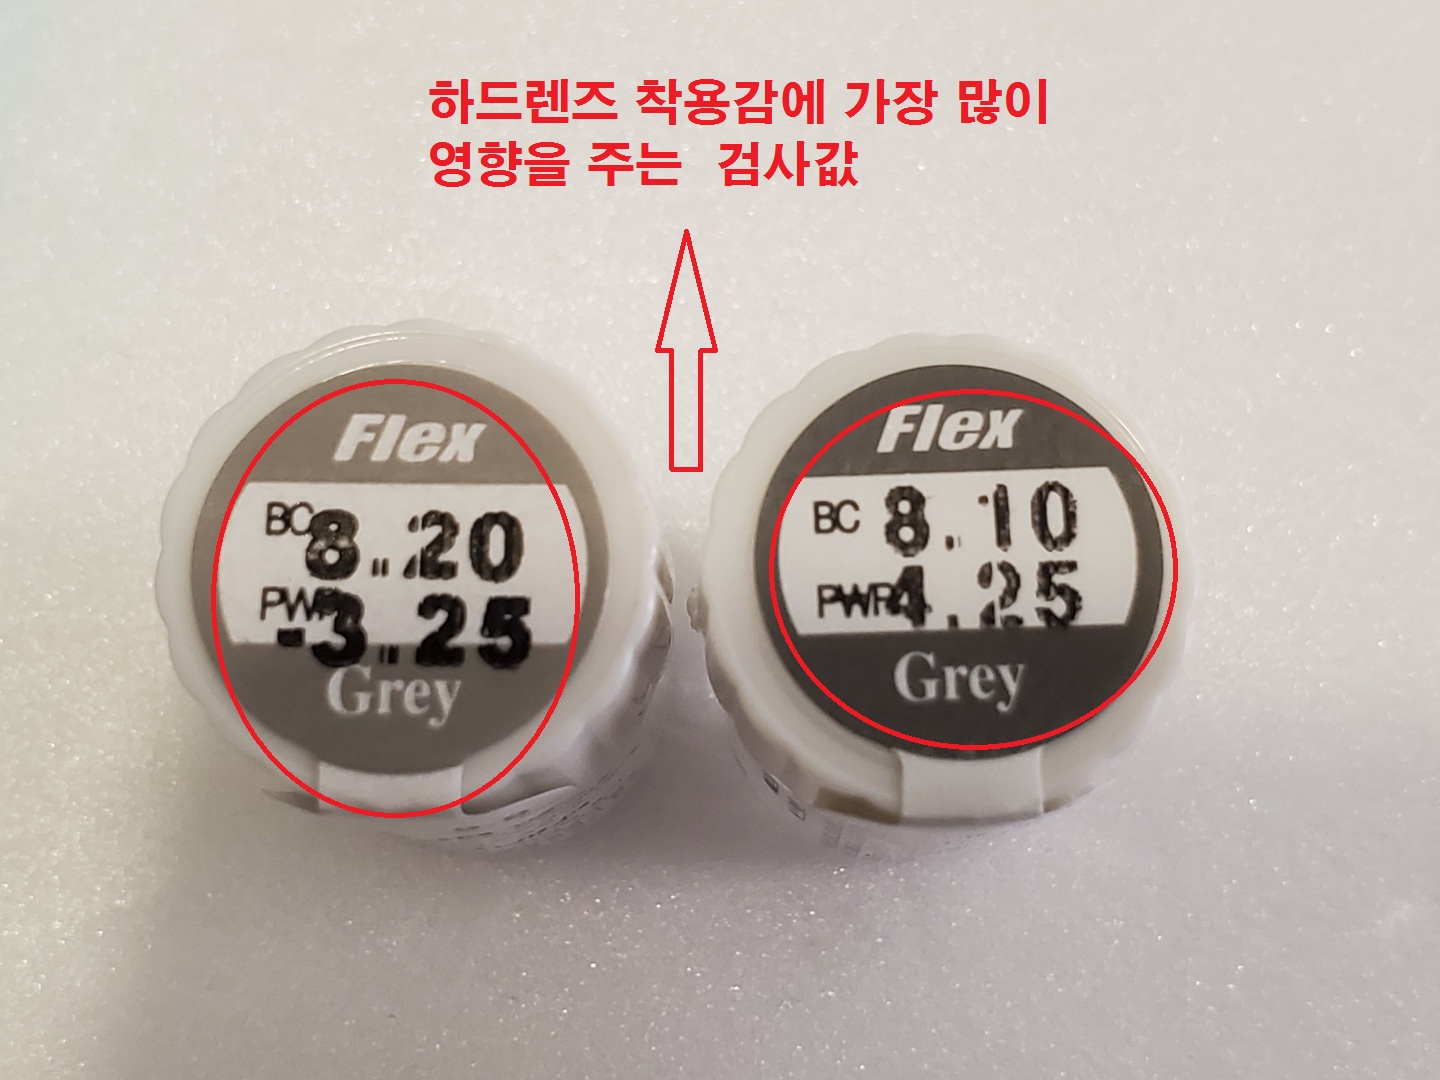 하드렌즈 착용감에 가장 많이
영향을 주는 검사값
Flex
BC 8.20
PWR -3.25
Grey
Flex
BC 8.10
PWR 4.25
Grey